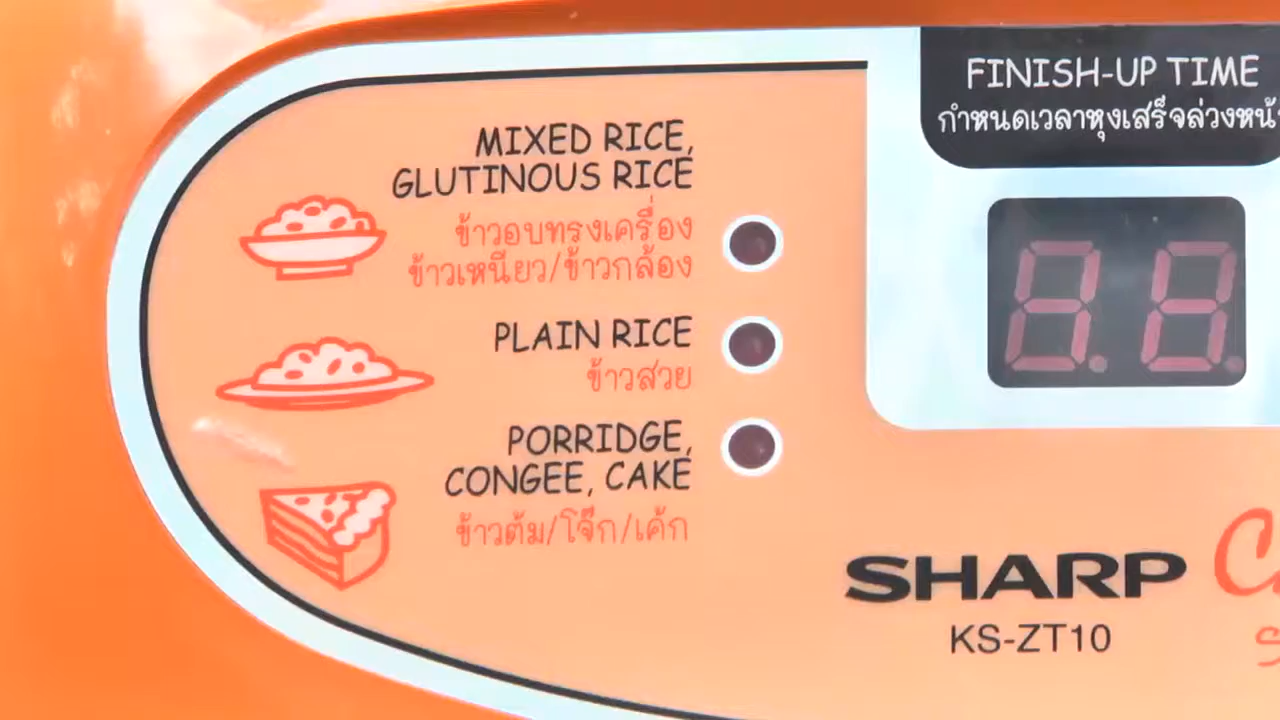 FINISH-UP TIME
กำหนดเวลาหุงเสร็จล่วงหน้า
MIXED RICE,
GLUTINOUS RICE
ข้าวอบทรงเครื่อง
ข้าวเหนียว/ข้าวกล้อง
PLAIN RICE
ข้าวสวย
PORRIDGE,
CONGEE, CAKE
ข้าวต้ม/โจ๊ก/เค้ก
SHARP
KS-ZT10